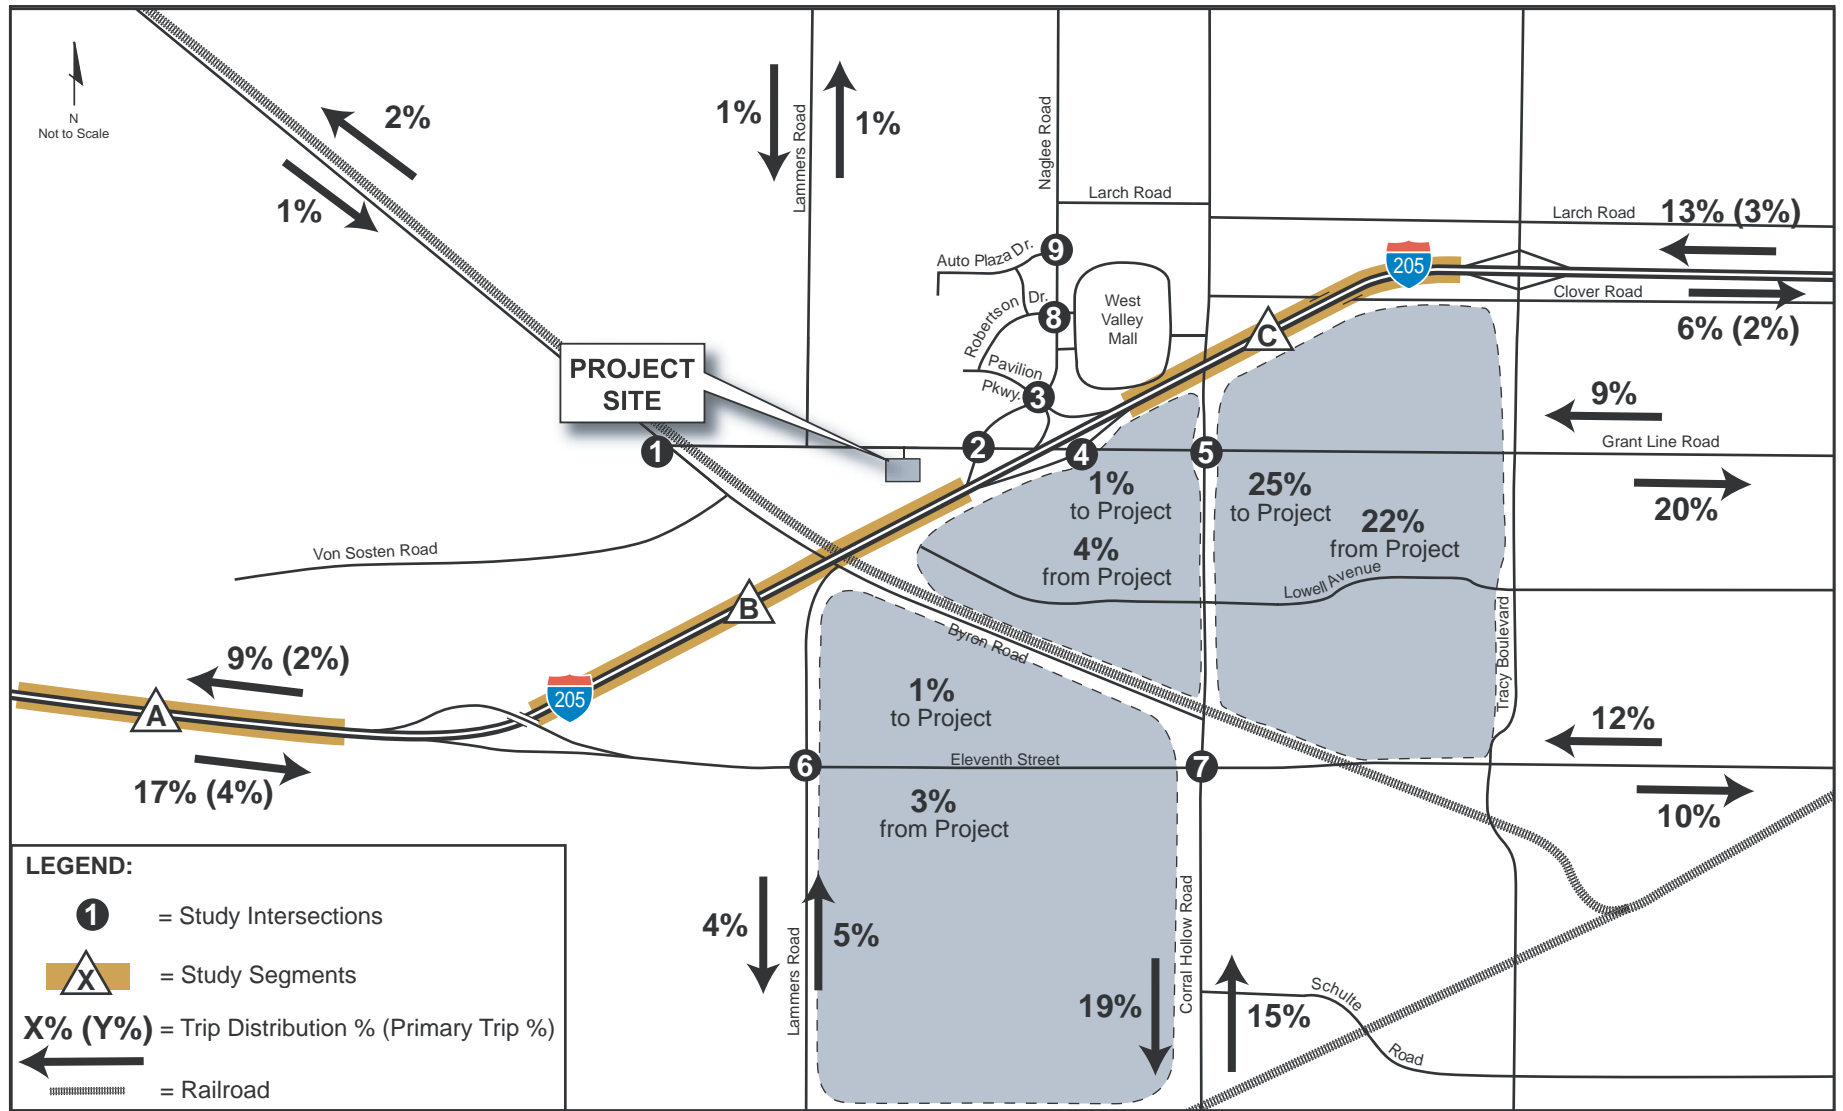 N
Not to Scale
2%
1%
1%
1%
Lammers Road
Naglee Road
Larch Road
Larch Road
13% (3%)
Auto Plaza Dr.
9
205
Clover Road
6% (2%)
Robertson Dr.
8
West
Valley
Mall
C
PROJECT
SITE
Pavilion
Pkwy.
3
9%
Grant Line Road
20%
1
2
4
5
1%
to Project
4%
from Project
25%
to Project
22%
from Project
Lowell Avenue
Von Sosten Road
B
Byron Road
Tracy Boulevard
9% (2%)
A
205
17% (4%)
1%
to Project
12%
6
Eleventh Street
7
10%
3%
from Project
4%
5%
Lammers Road
19%
Corral Hollow Road
15%
Schulte
Road
LEGEND:
1
= Study Intersections
X
= Study Segments
X% (Y%)
= Trip Distribution % (Primary Trip %)
= Railroad